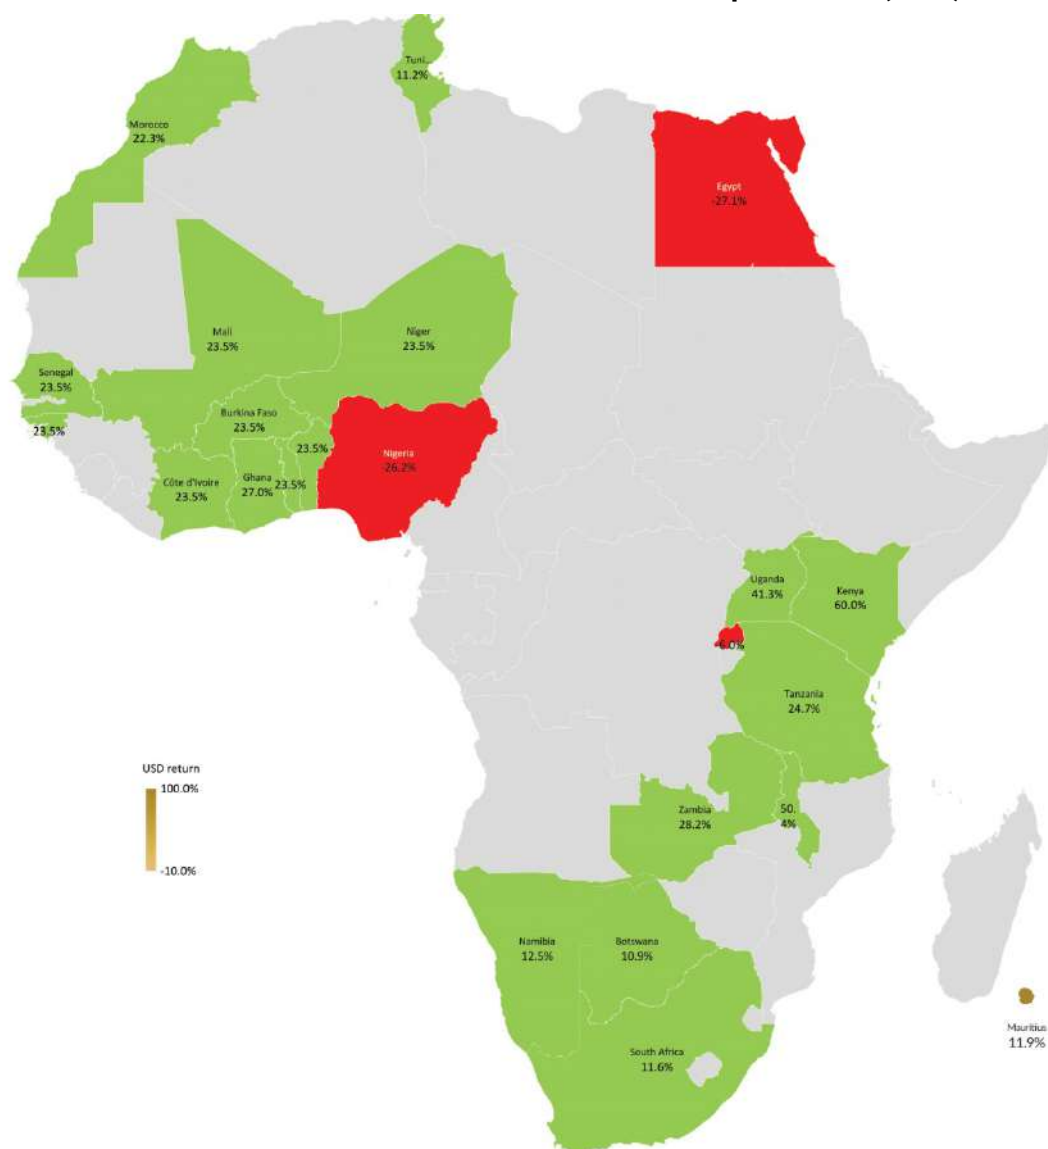 Tuni..
11.2%
Morocco
22.3%
Egypt
-27.1%
Mali
23.5%
Niger
23.5%
Senegal
23.5%
Burkina Faso
23.5%
23.5%
23.5%
Nigeria
-26.2%
Côte d'Ivoire
23.5%
Ghana
27.0%
23.5%
Uganda
41.3%
Kenya
60.0%
-6.0%
Tanzania
24.7%
USD return
100.0%
-10.0%
Zambia
28.2%
50.
4%
Namibia
12.5%
Botswana
10.9%
Mauritius
11.9%
South Africa
11.6%